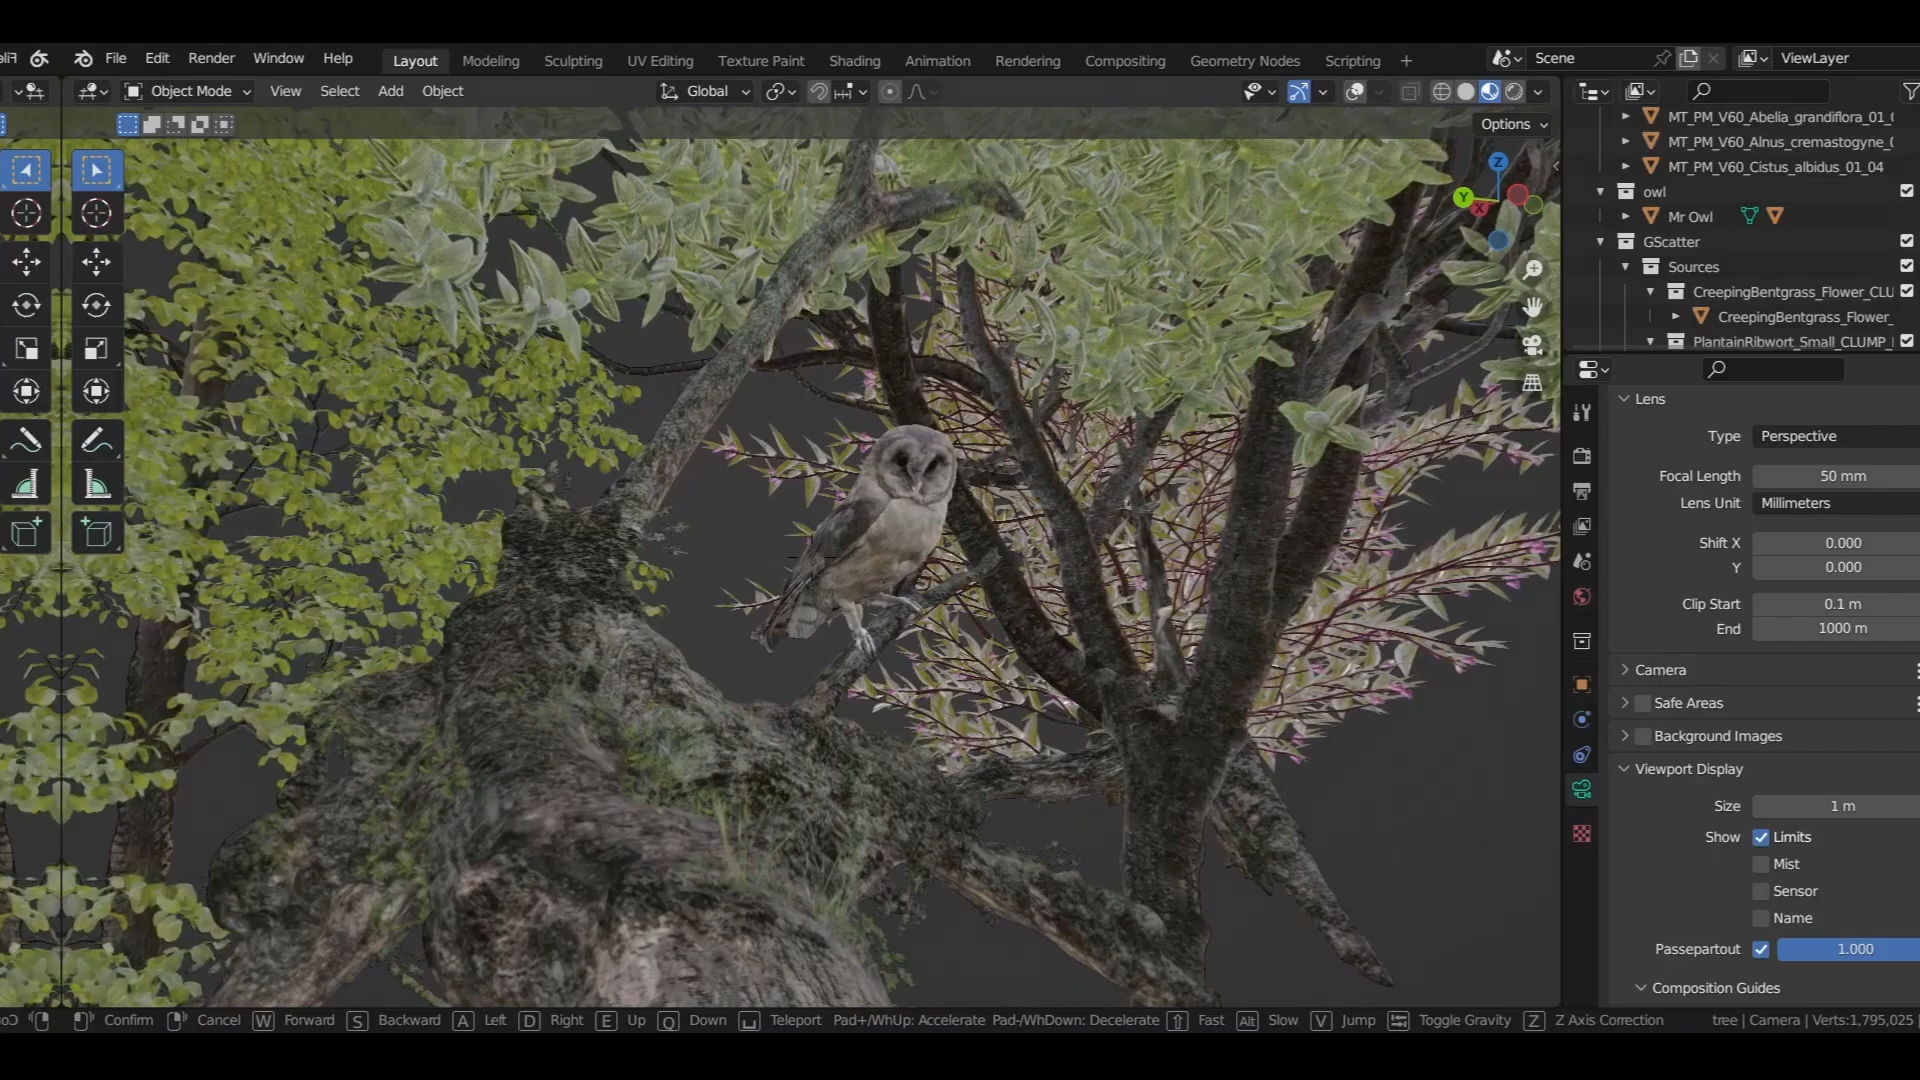 File Edit Render Window Help Layout Modeling Sculpting UV Editing Texture Paint Shading Animation Rendering Compositing Geometry Nodes Scripting + Scene ViewLayer
Object Mode View Select Add Object Global
Options
MT_PM_V60_Abelia_grandiflora_01_
MT_PM_V60_Alnus_cremastogyne_
MT_PM_V60_Cistus_albidus_01_04
owl
Mr Owl
GScatter
Sources
CreepingBentgrass_Flower_CLU
CreepingBentgrass_Flower_
PlantainRibwort_Small_CLUMP_
Z
Y
X
Lens
Type Perspective
Focal Length 50 mm
Lens Unit Millimeters
Shift X 0.000
Y 0.000
Clip Start 0.1 m
End 1000 m
Camera
Safe Areas
Background Images
Viewport Display
Size 1 m
Show Limits
Mist
Sensor
Name
Passepartout 1.000
Composition Guides
Confirm Cancel W Forward S Backward A Left D Right E Up Q Down Teleport Pad+/WhUp: Accelerate Pad-/WhDown: Decelerate Fast Alt Slow V Jump Toggle Gravity Z Z Axis Correction tree | Camera | Verts:1,795,025 |